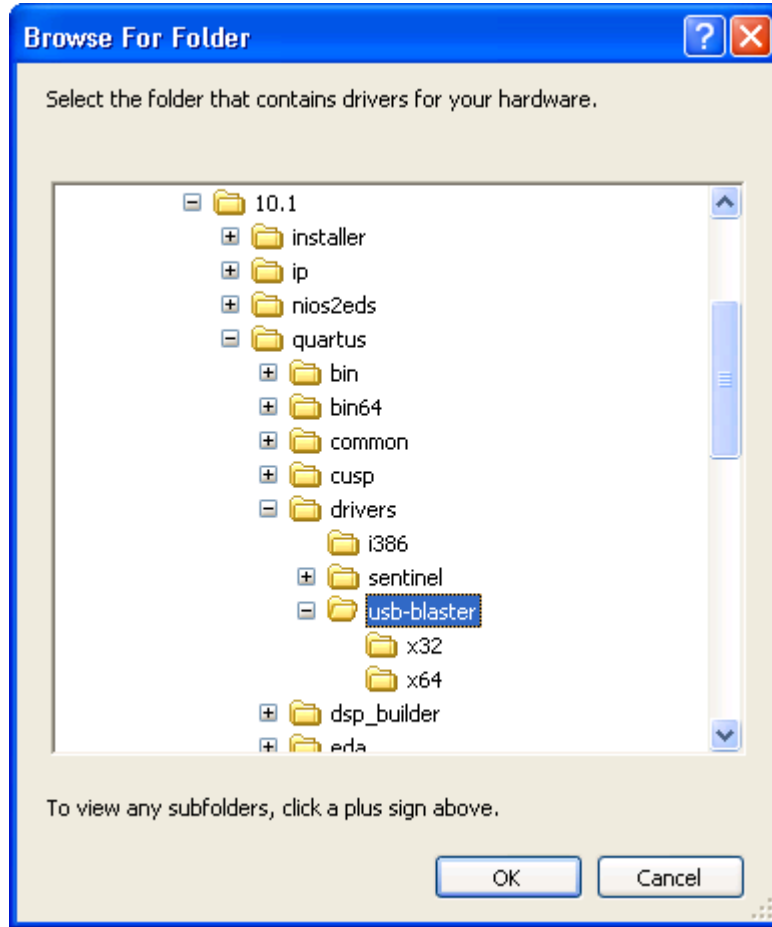 Browse For Folder
Select the folder that contains drivers for your hardware.
10.1
installer
ip
nios2eds
quartus
bin
bin64
common
cusp
drivers
i386
sentinel
usb-blaster
x32
x64
dsp_builder
eda
To view any subfolders, click a plus sign above.
OK Cancel